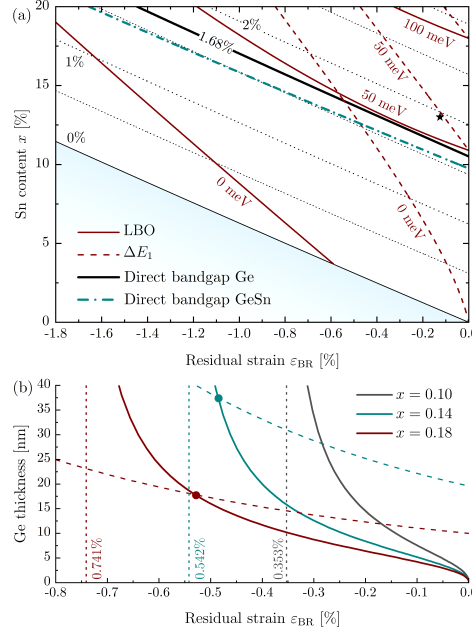 (a)
20
15
10
5
0
Sn content x [%]
2%
1.68%
1%
0%
50 meV
100 meV
50 meV
0 meV
0 meV
LBO
ΔE₁
Direct bandgap Ge
Direct bandgap GeSn
-1.8 -1.6 -1.4 -1.2 -1.0 -0.8 -0.6 -0.4 -0.2 0.0
Residual strain εBR [%]
(b)
40
35
30
25
20
15
10
5
0
Ge thickness [nm]
x = 0.10
x = 0.14
x = 0.18
0.741%
0.542%
0.353%
-0.8 -0.7 -0.6 -0.5 -0.4 -0.3 -0.2 -0.1 0.0
Residual strain εBR [%]